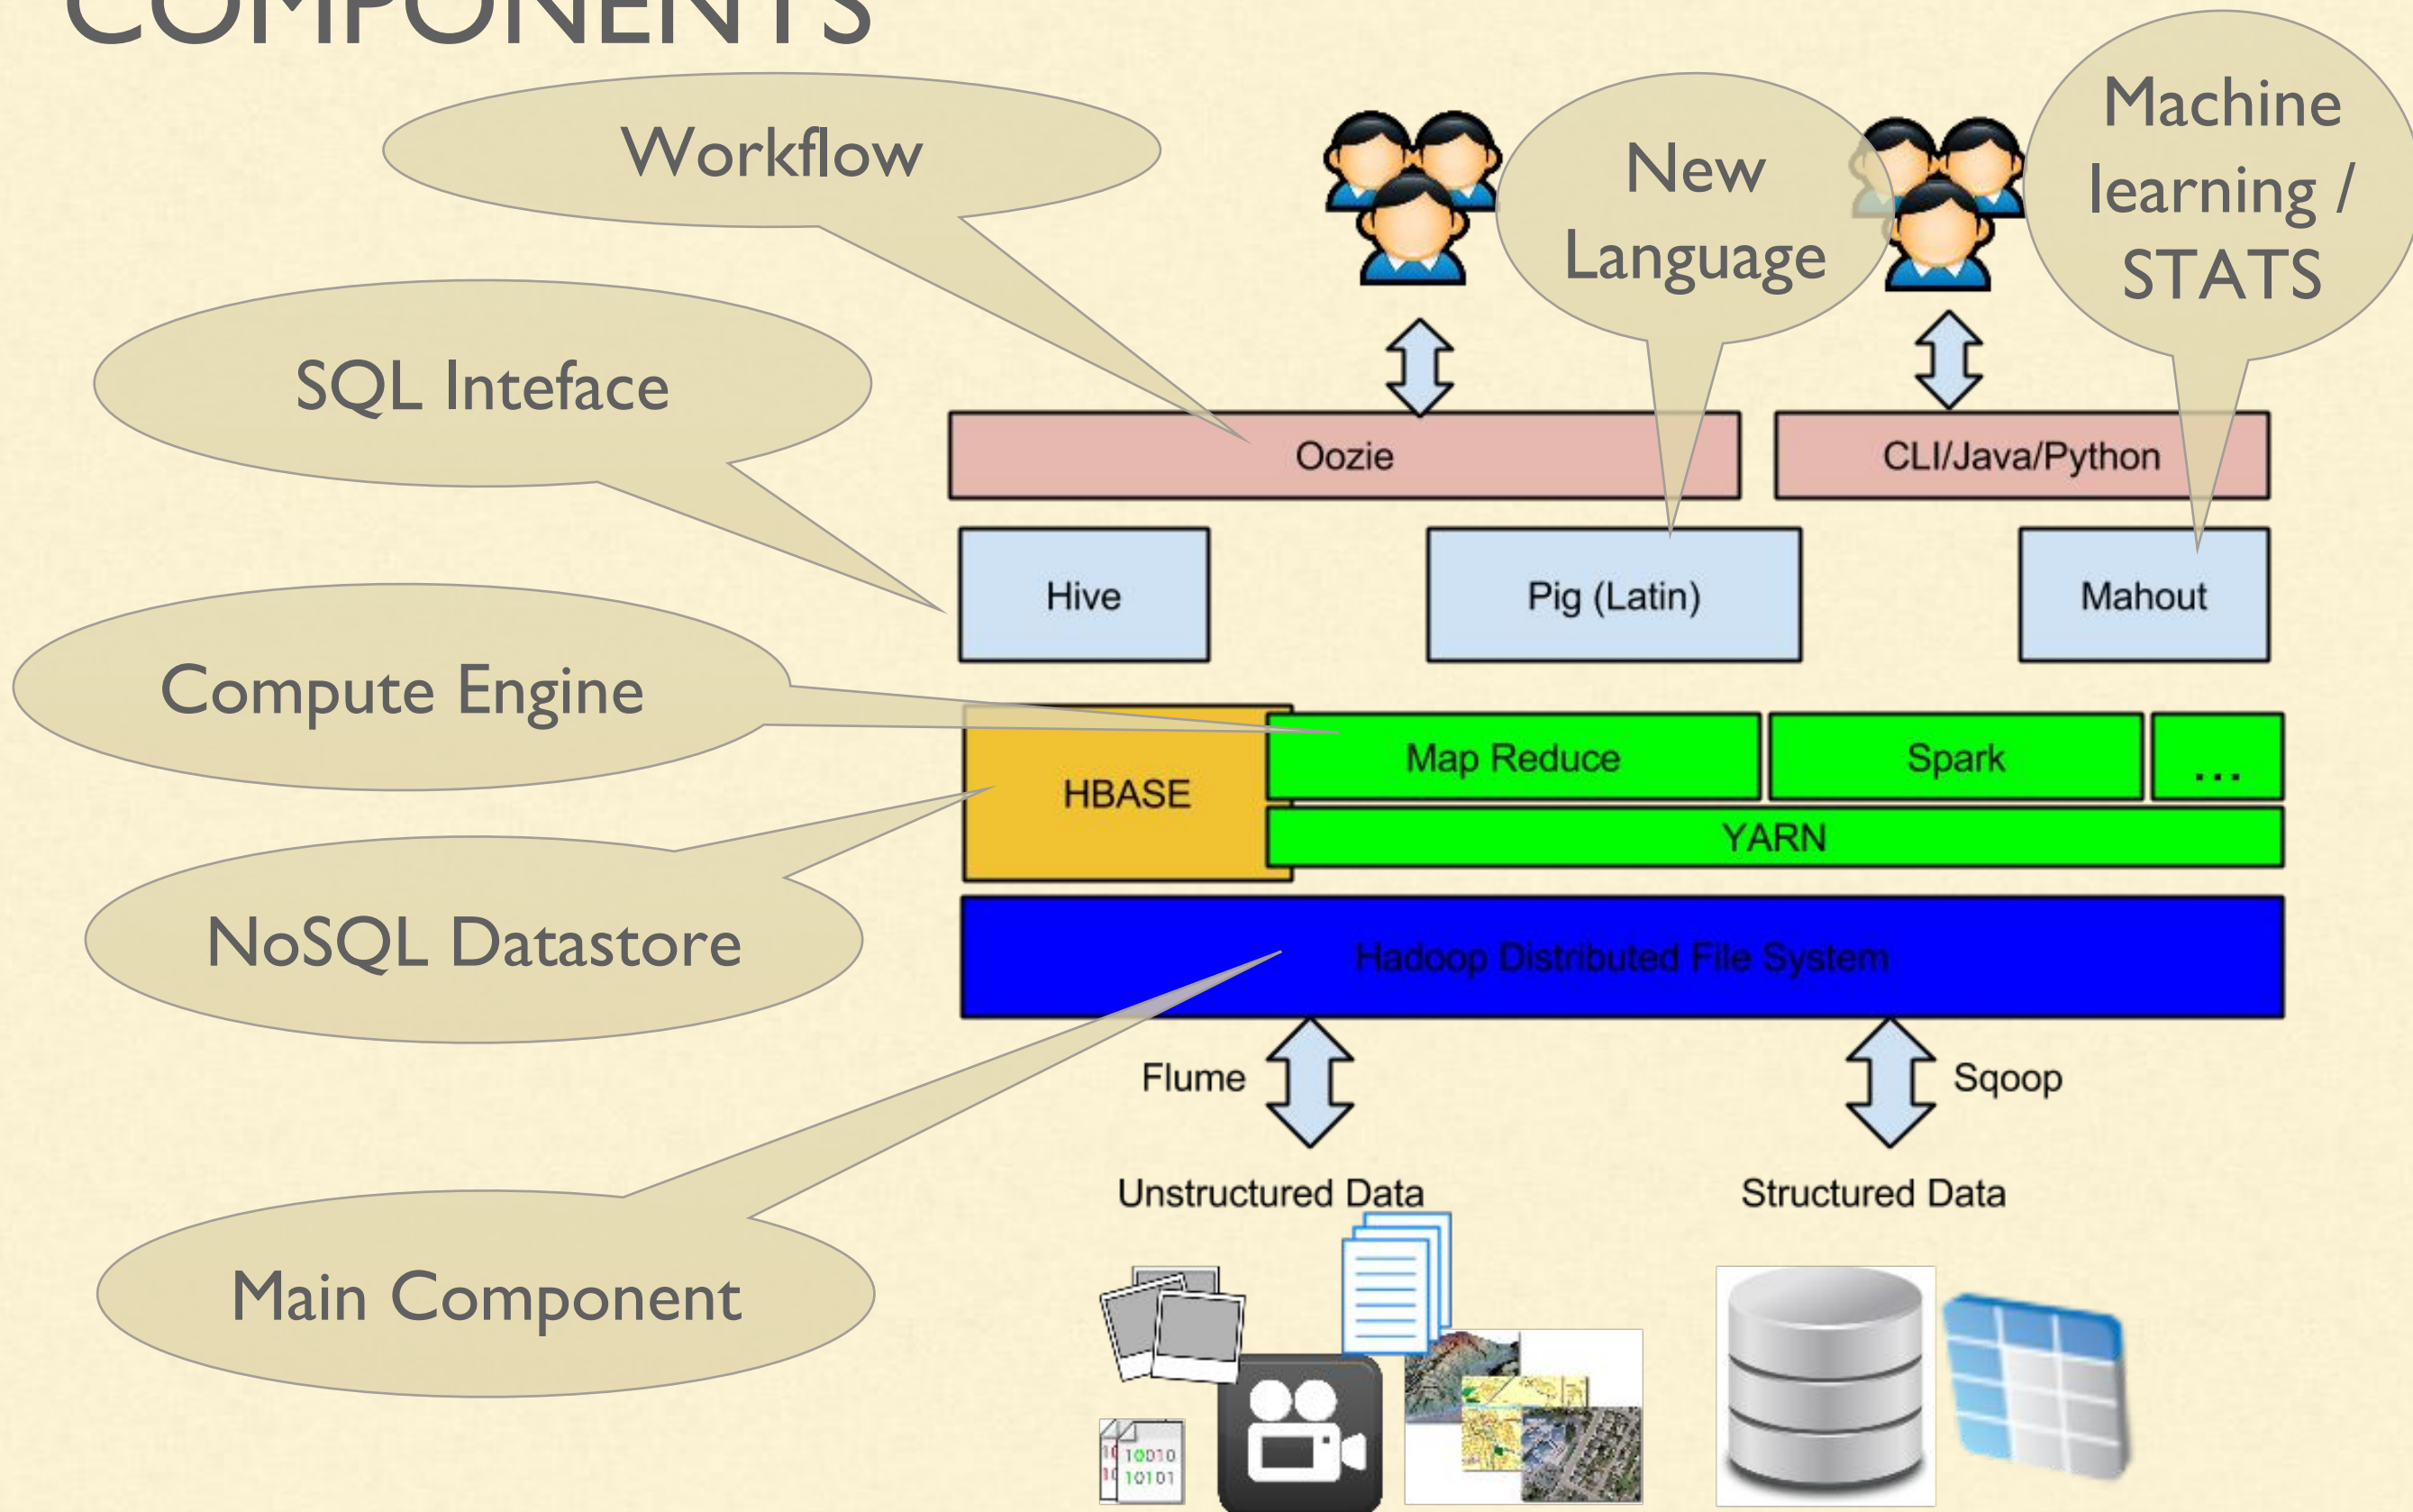 COMPONENTS
Workflow
New
Language
Machine
learning /
STATS
SQL Inteface
Oozie
CLI/Java/Python
Hive
Pig (Latin)
Mahout
Compute Engine
Map Reduce
Spark
...
HBASE
YARN
NoSQL Datastore
Hadoop Distributed File System
Flume
Sqoop
Unstructured Data
Structured Data
Main Component
10010
10101